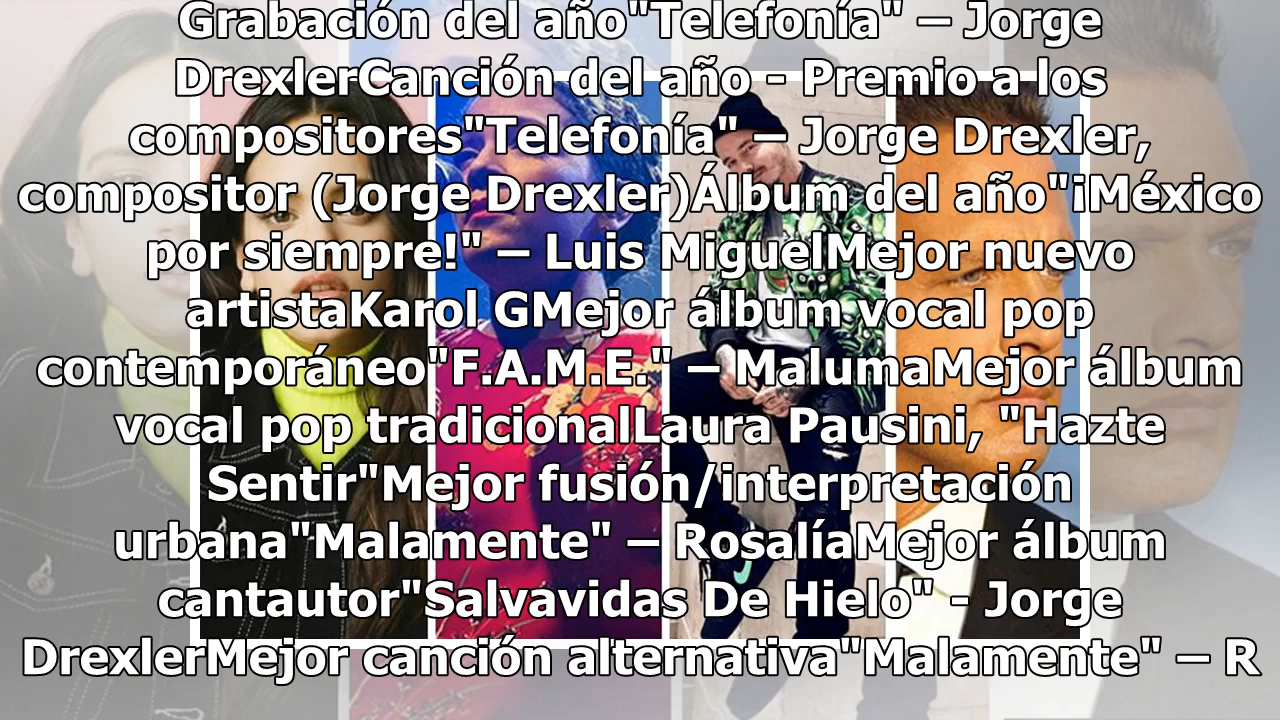 Grabación del año"Telefonía" – Jorge
DrexlerCanción del año - Premio a los
compositores"Telefonía" – Jorge Drexler,
compositor (Jorge Drexler)Álbum del año"¡México
por siempre!" – Luis MiguelMejor nuevo
artistaKarol GMejor álbum vocal pop
contemporáneo"F.A.M.E." – MalumaMejor álbum
vocal pop tradicionalLaura Pausini, "Hazte
Sentir"Mejor fusión/interpretación
urbana"Malamente" – RosalíaMejor álbum
cantautor"Salvavidas De Hielo" - Jorge
DrexlerMejor canción alternativa"Malamente" – R